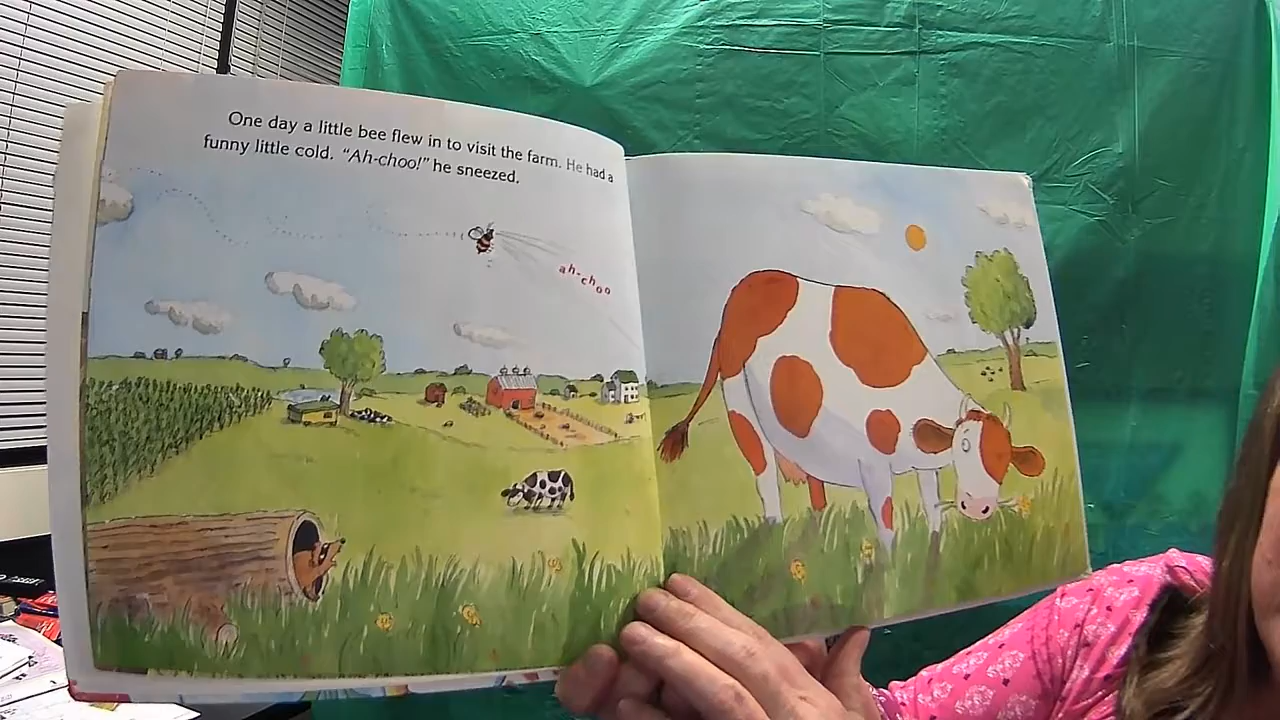 One day a little bee flew in to visit the farm. He had a
funny little cold. "Ah-choo!" he sneezed.
ah-choo